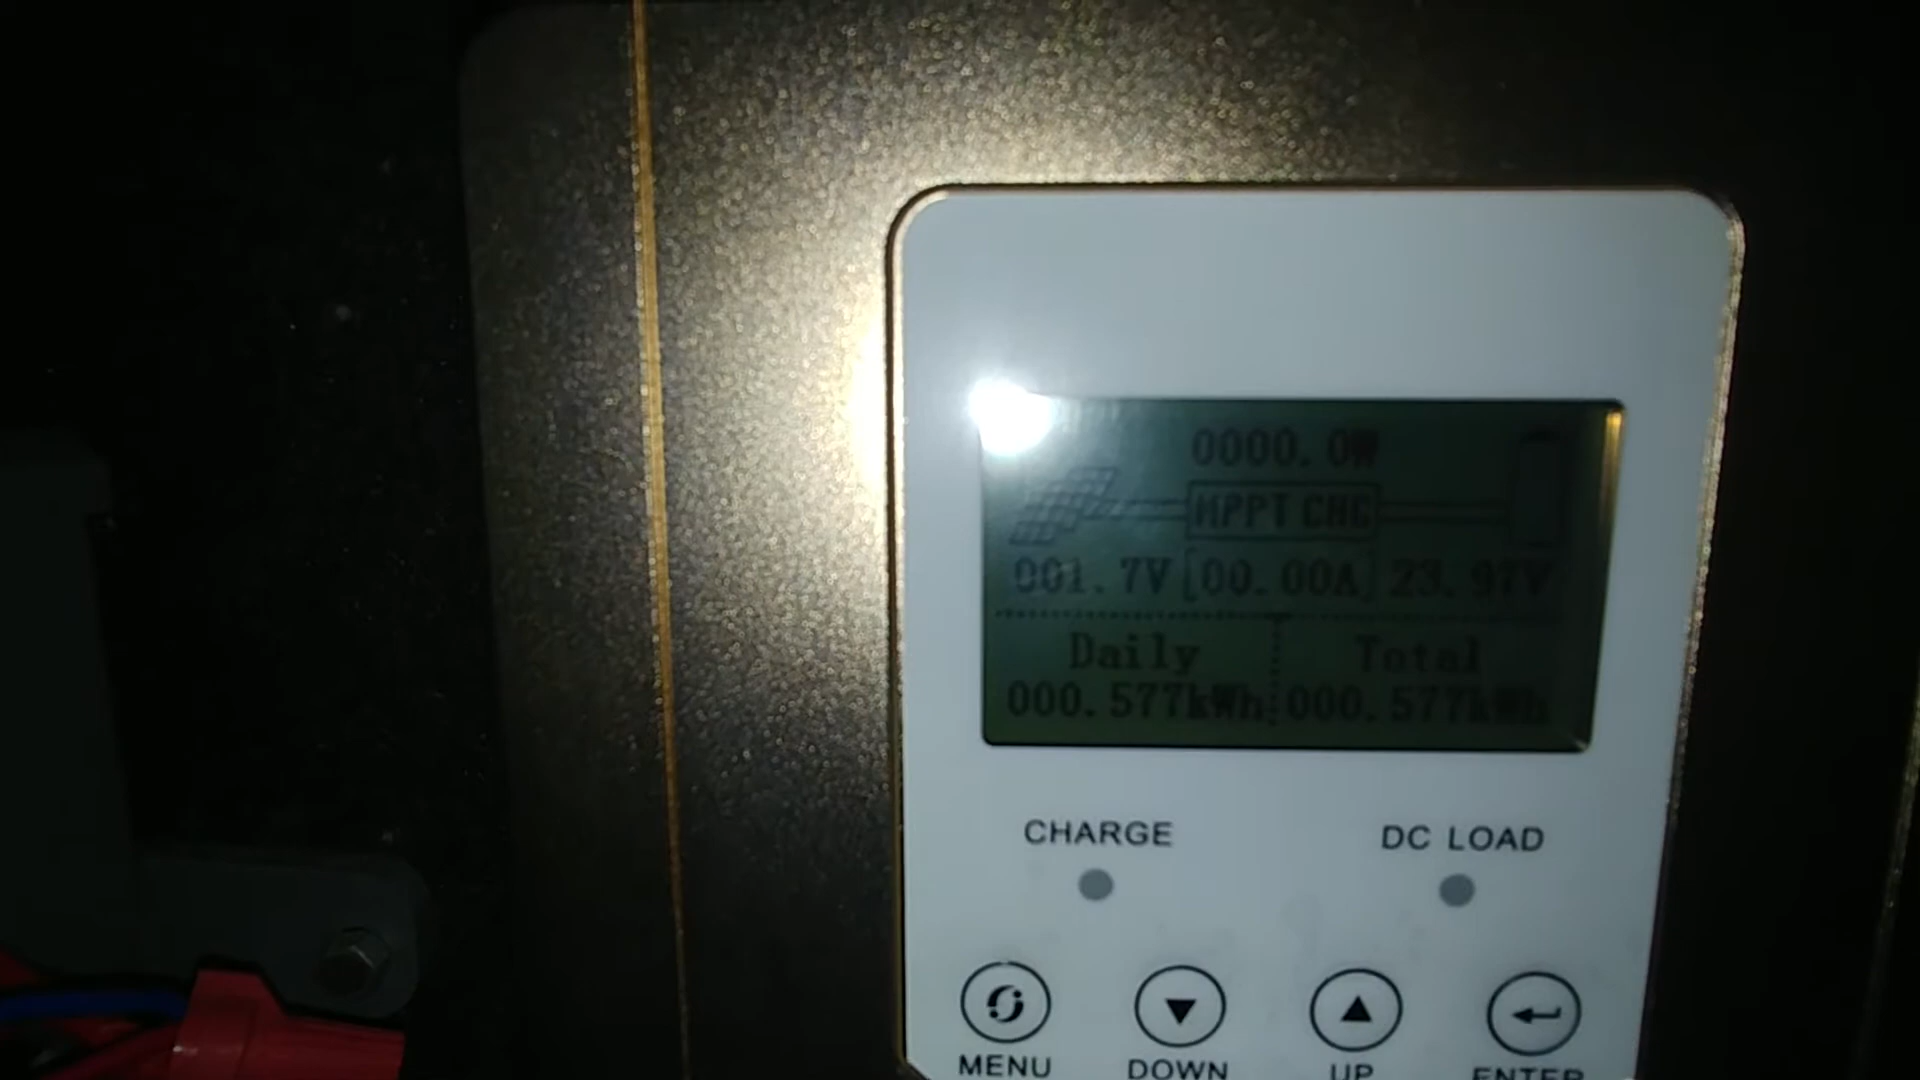 0000.0W
MPPT CHG
001.7V [00.00A] 23.97V
Daily Total
000.577kWh 000.577kWh
CHARGE DC LOAD
MENU DOWN UP ENTER